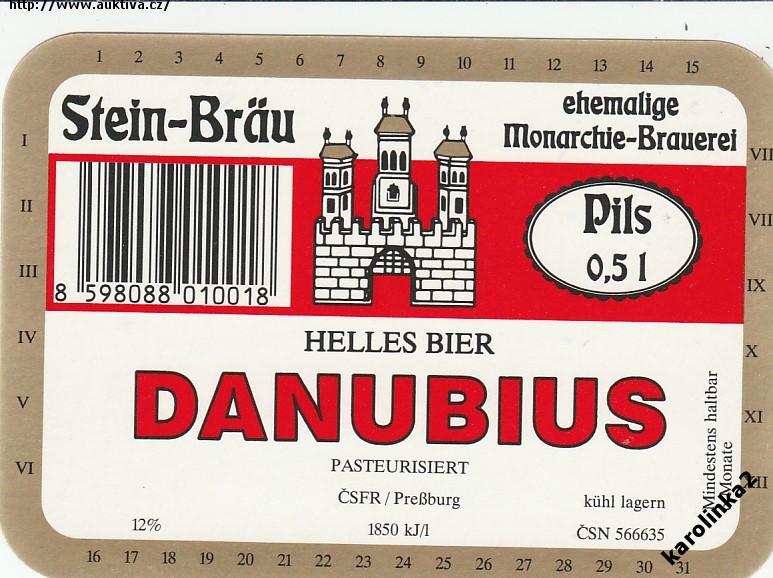 http://www.auktiva.cz/
1 2 3 4 5 6 7 8 9 10 11 12 13 14 15
Stein-Bräu
ehemalige
Monarchie-Brauerei
I
II
III
IV
V
VI
VII
VII
IX
X
XI
XII
8 598088 010018
Pils
0,5 l
HELLES BIER
DANUBIUS
PASTEURISIERT
ČSFR / Preßburg
12%
1850 kJ/l
kühl lagern
ČSN 566635
Mindestens haltbar
Monate
karolinka2
16 17 18 19 20 21 22 23 24 25 26 27 28 29 30 31